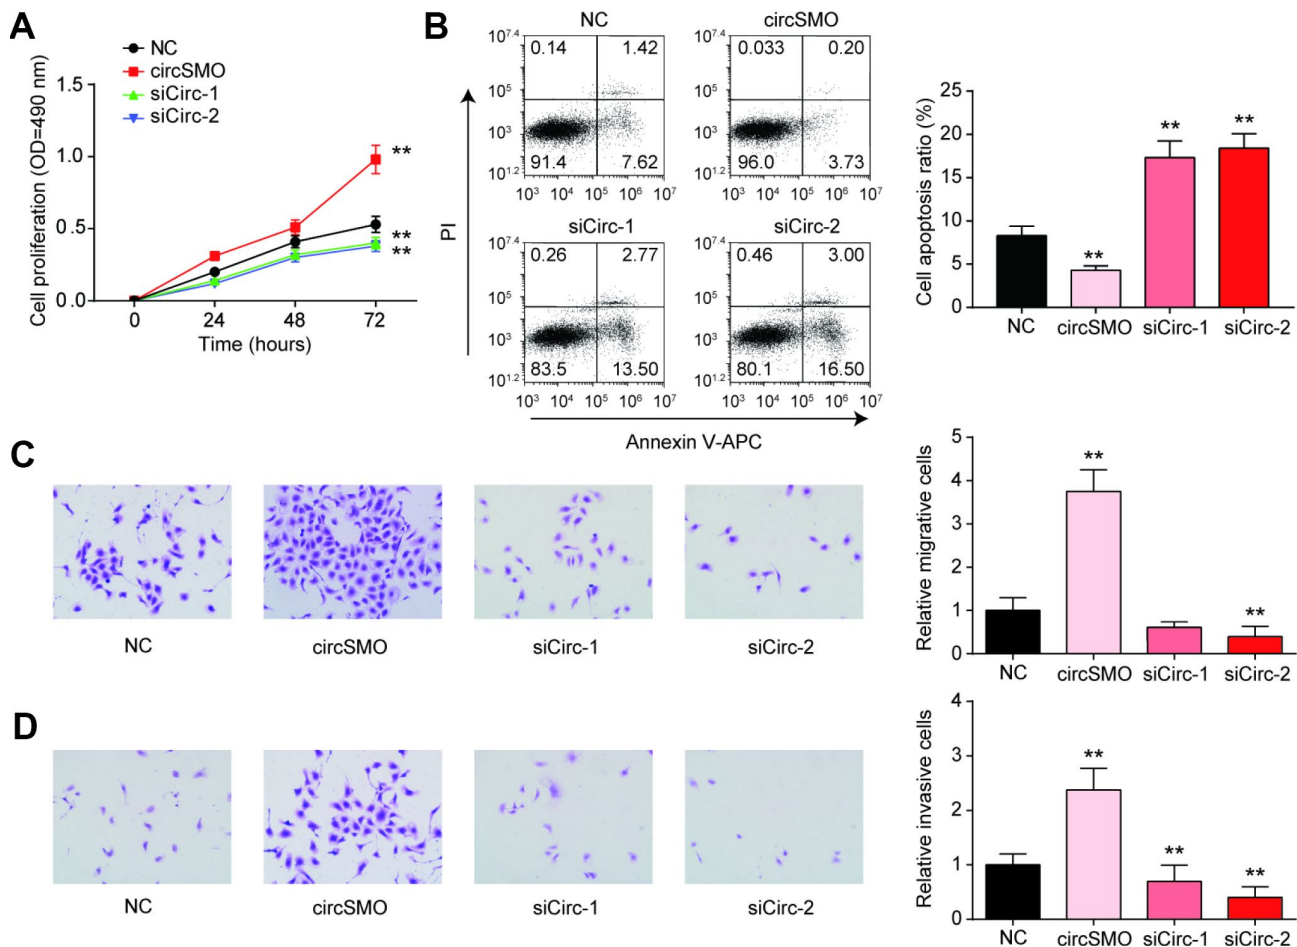 A
NC
circSMO
siCirc-1
siCirc-2
Cell proliferation (OD=490 nm)
1.5
1.0
0.5
0.0
0 24 48 72
Time (hours)
**
**
**
B
NC circSMO
10^7.4 10^7.4
0.14 1.42 0.033 0.20
10^5 10^5
10^3 10^3
91.4 7.62 96.0 3.73
10^1.2 10^1.2
10^3 10^4 10^5 10^6 10^7 10^3 10^4 10^5 10^6 10^7
PI
siCirc-1 siCirc-2
10^7.4 10^7.4
0.26 2.77 0.46 3.00
10^5 10^5
10^3 10^3
83.5 13.50 80.1 16.50
10^1.2 10^1.2
10^3 10^4 10^5 10^6 10^7 10^3 10^4 10^5 10^6 10^7
Annexin V-APC
Cell apoptosis ratio (%)
25
20
15
10
5
0
** ** **
NC circSMO siCirc-1 siCirc-2
C
NC circSMO siCirc-1 siCirc-2
Relative migrative cells
5
4
3
2
1
0
** **
NC circSMO siCirc-1 siCirc-2
D
NC circSMO siCirc-1 siCirc-2
Relative invasive cells
4
3
2
1
0
** ** **
NC circSMO siCirc-1 siCirc-2